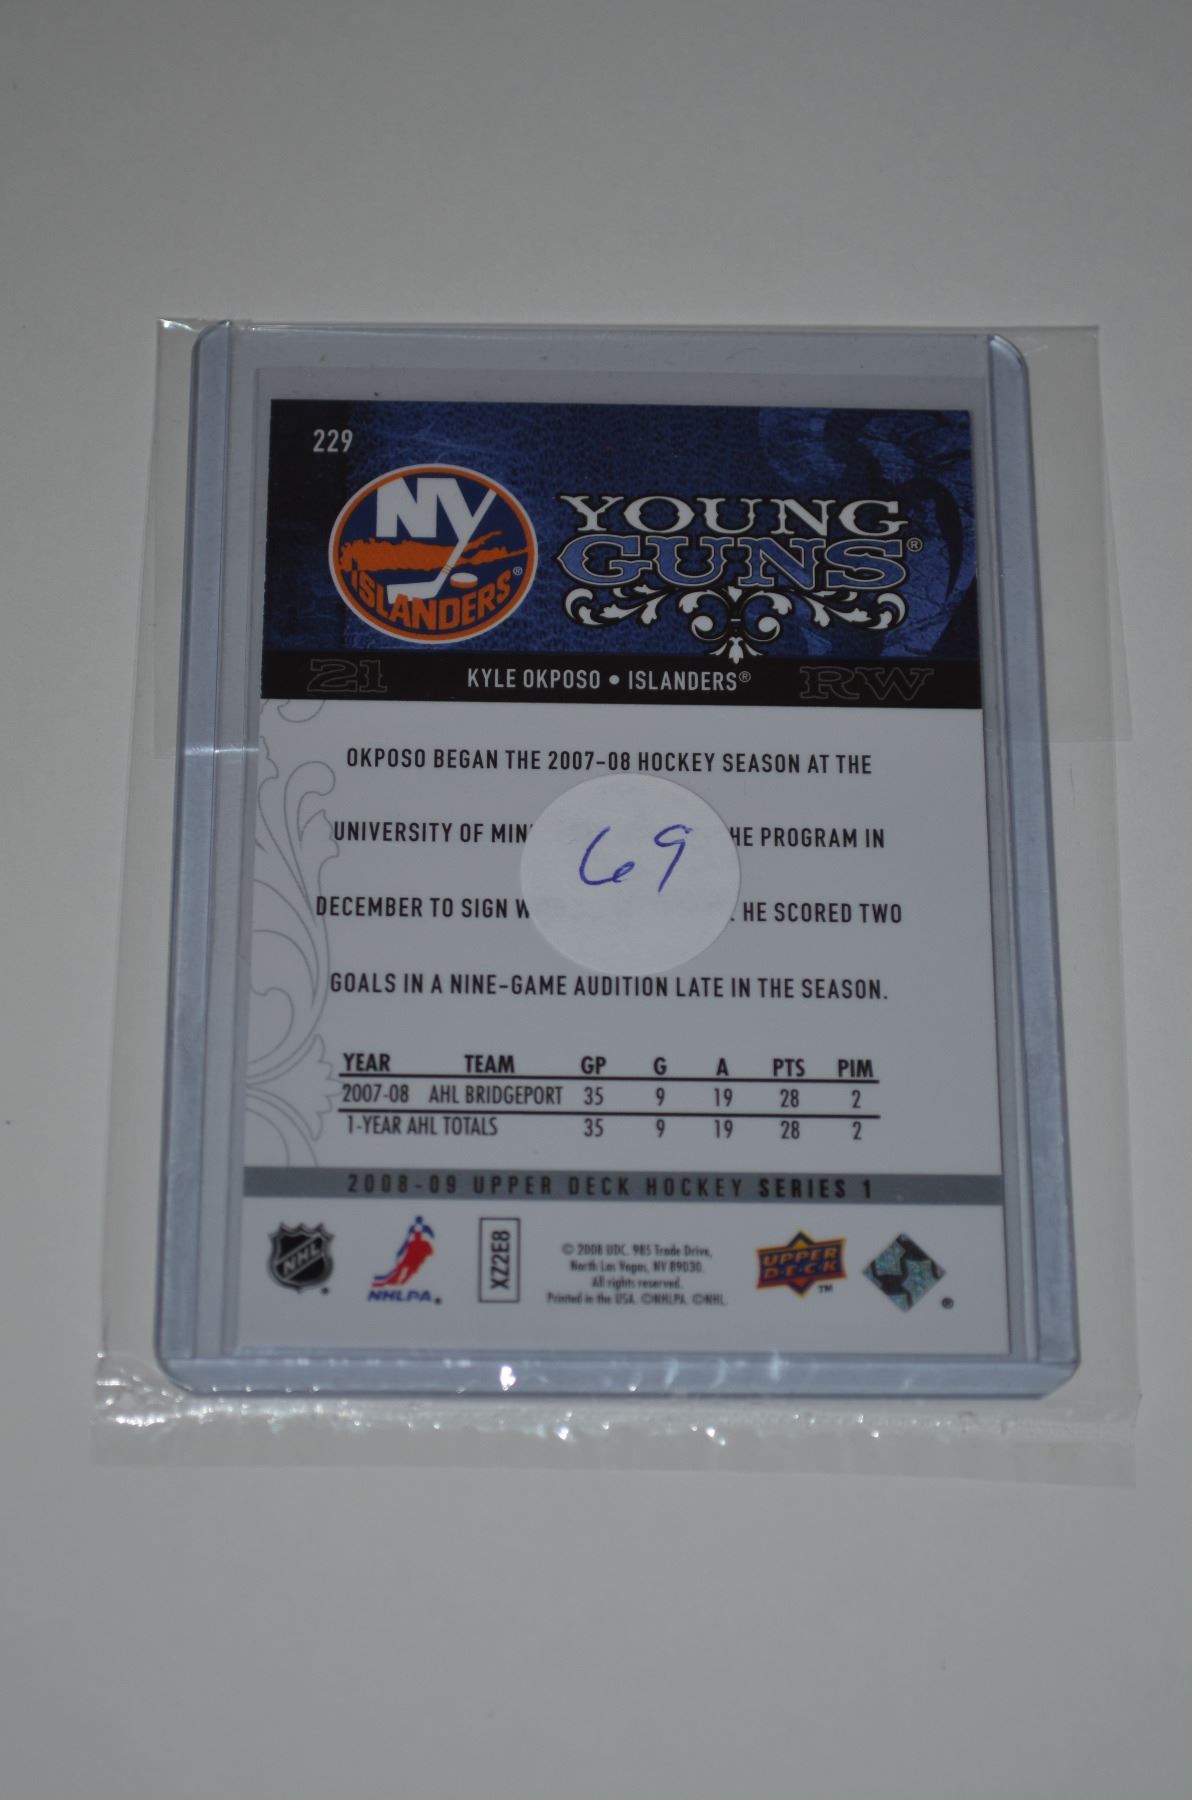 229
NY
ISLANDERS®
YOUNG
GUNS®
21 KYLE OKPOSO • ISLANDERS® RW
OKPOSO BEGAN THE 2007-08 HOCKEY SEASON AT THE
UNIVERSITY OF MIN HE PROGRAM IN
69
DECEMBER TO SIGN W . HE SCORED TWO
GOALS IN A NINE-GAME AUDITION LATE IN THE SEASON.
YEAR TEAM GP G A PTS PIM
2007-08 AHL BRIDGEPORT 35 9 19 28 2
1-YEAR AHL TOTALS 35 9 19 28 2
2008-09 UPPER DECK HOCKEY SERIES 1
NHL
NHLPA
XZ2E8
© 2008 UDC. 985 Trade Drive,
North Las Vegas, NV 89030.
All rights reserved.
Printed in the USA. ©NHLPA. ©NHL.
UPPER
DECK TM
®